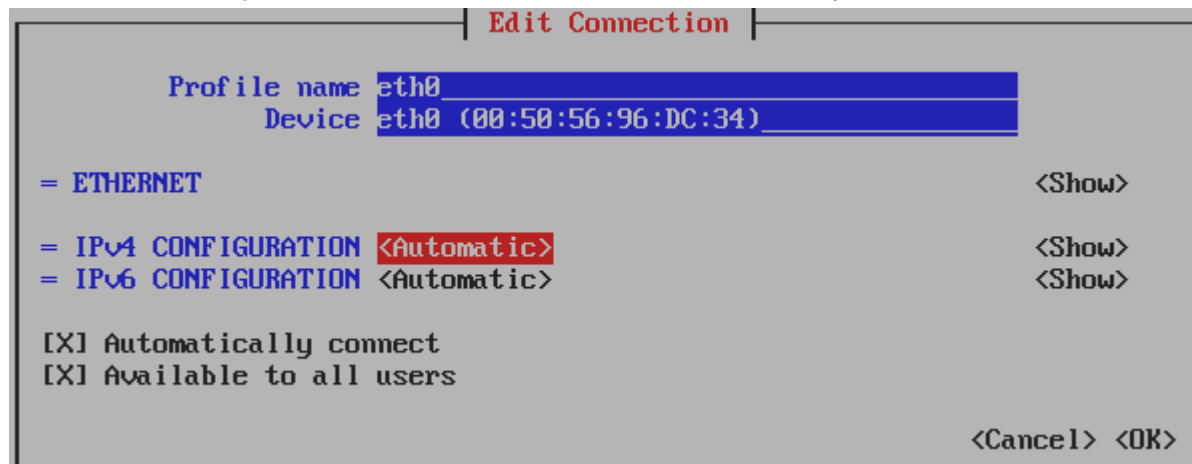 Edit Connection
Profile name eth0
Device eth0 (00:50:56:96:DC:34)
= ETHERNET <Show>
= IPv4 CONFIGURATION <Automatic> <Show>
= IPv6 CONFIGURATION <Automatic> <Show>
[X] Automatically connect
[X] Available to all users
<Cancel> <OK>